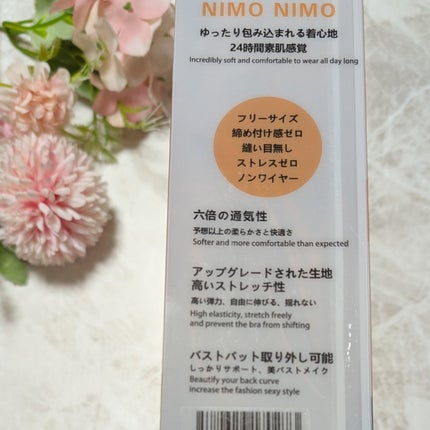 NIMO NIMO
ゆったり包み込まれる着心地
24時間素肌感覚
Incredibly soft and comfortable to wear all day long
フリーサイズ
締め付け感ゼロ
縫い目無し
ストレスゼロ
ノンワイヤー
六倍の通気性
予想以上の柔らかさと快適さ
Softer and more comfortable than expected
アップグレードされた生地
高いストレッチ性
高い弾力、自由に伸びる、揺れない
High elasticity, stretch freely
and prevent the bra from shifting
バストパット取り外し可能
しっかりサポート、美バストメイク
Beautify your back curve
increase the fashion sexy style